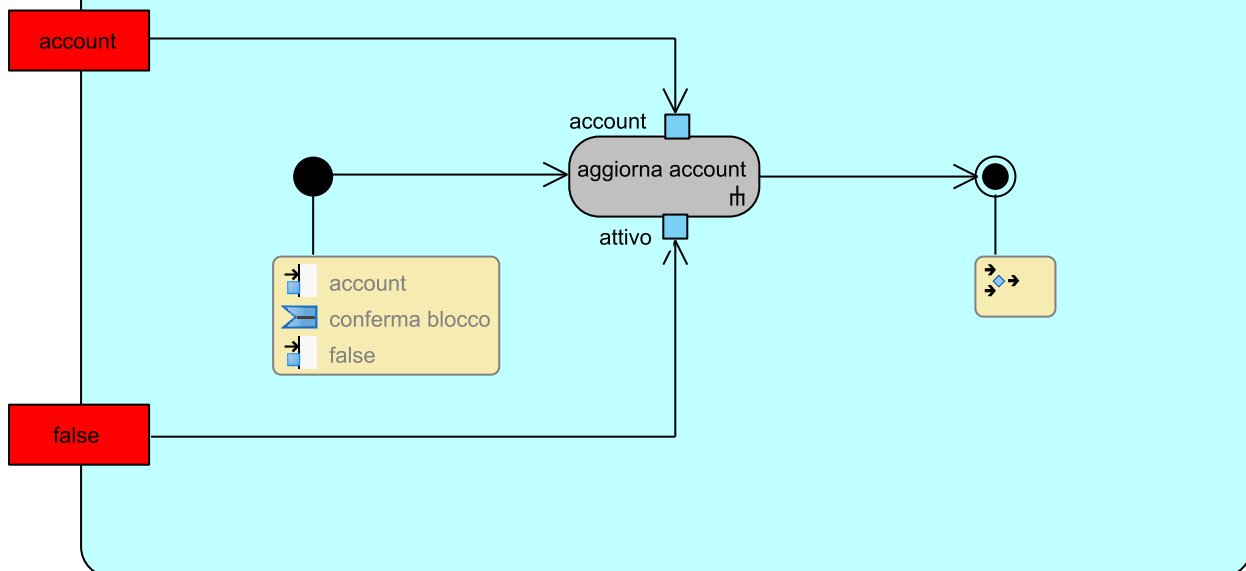 account
account
aggiorna account
attivo
account
conferma blocco
false
false